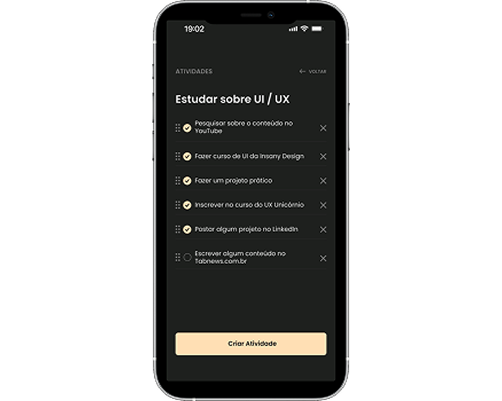 19:02
ATIVIDADES
VOLTAR
Estudar sobre UI / UX
Pesquisar sobre o conteúdo no
YouTube
Fazer curso de UI da Insany Design
Fazer um projeto prático
Inscrever no curso do UX Unicórnio
Postar algum projeto no LinkedIn
Escrever algum conteúdo no
Tabnews.com.br
Criar Atividade